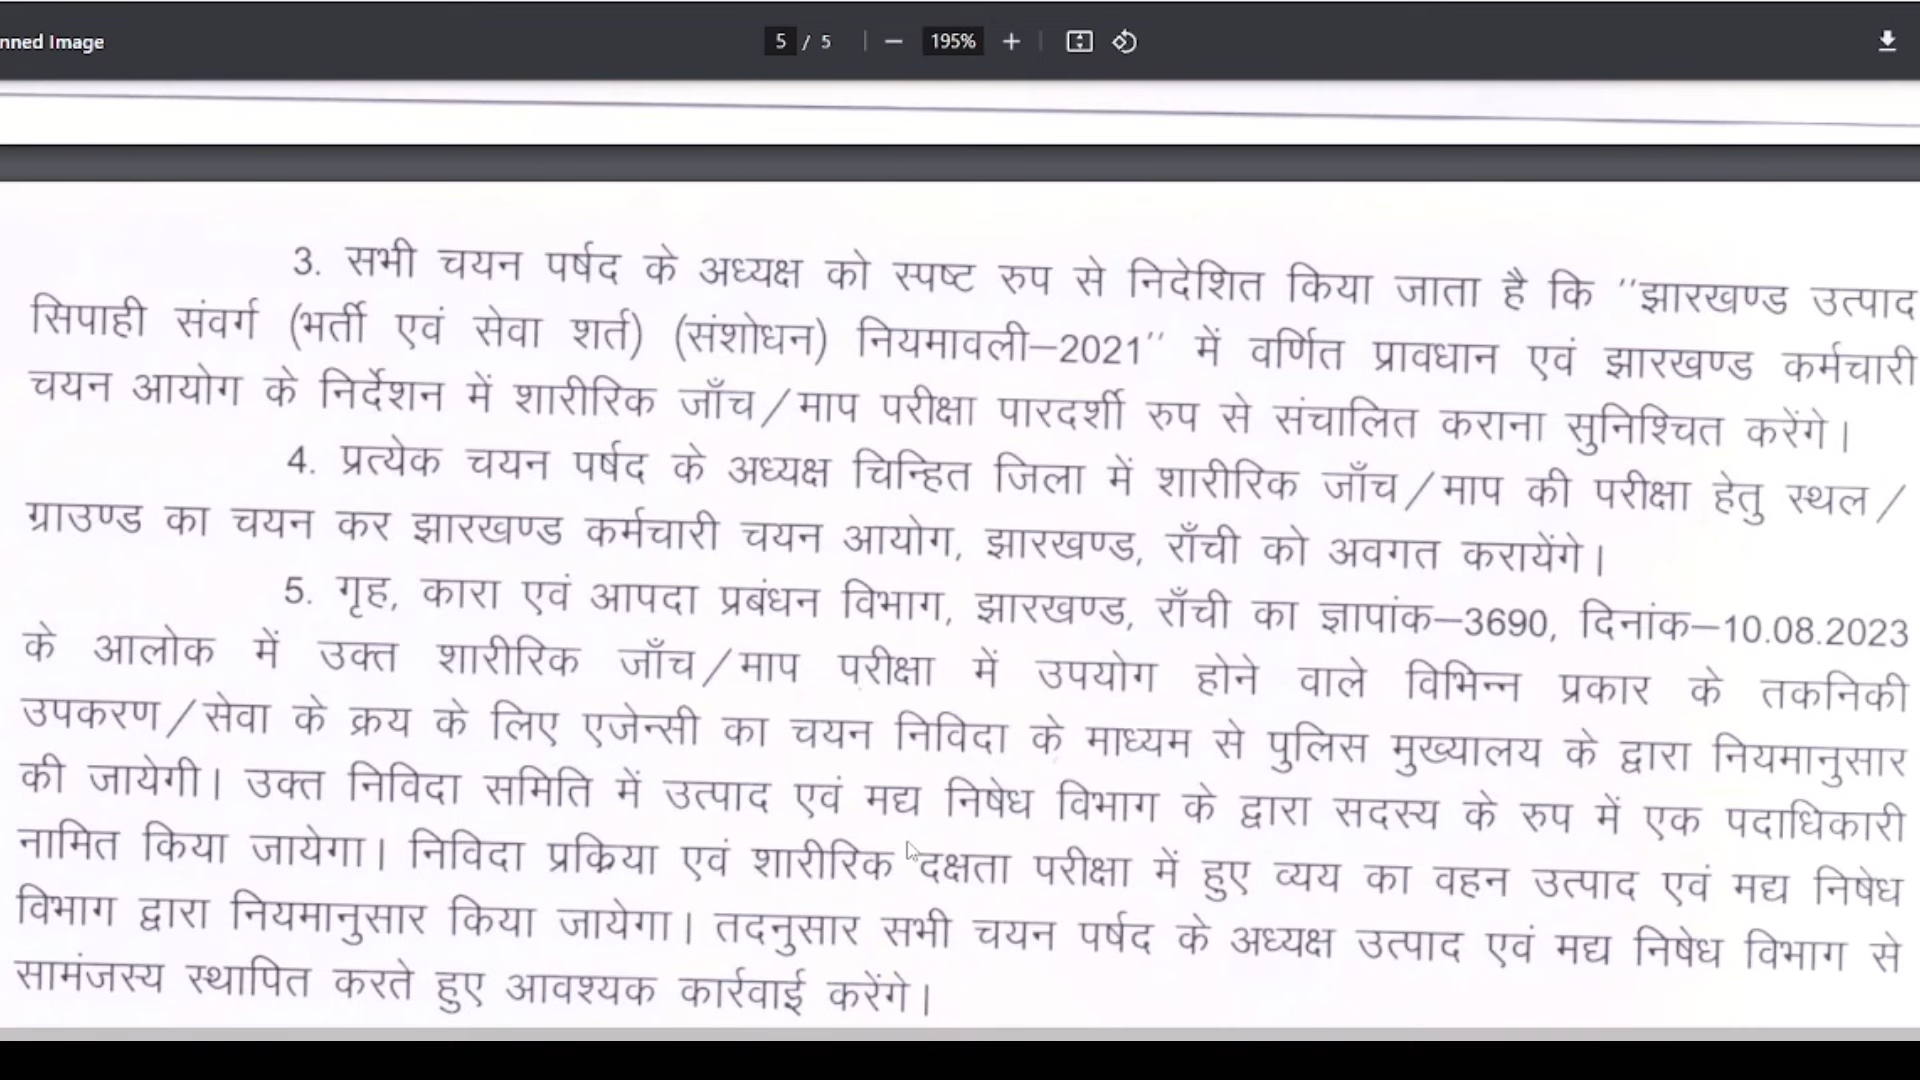 nned Image
5 / 5
195%
3. सभी चयन पर्षद के अध्यक्ष को स्पष्ट रुप से निदेशित किया जाता है कि "झारखण्ड उत्पाद
सिपाही संवर्ग (भर्ती एवं सेवा शर्त) (संशोधन) नियमावली–2021" में वर्णित प्रावधान एवं झारखण्ड कर्मचारी
चयन आयोग के निर्देशन में शारीरिक जाँच/माप परीक्षा पारदर्शी रुप से संचालित कराना सुनिश्चित करेंगे।
4. प्रत्येक चयन पर्षद के अध्यक्ष चिन्हित जिला में शारीरिक जाँच/माप की परीक्षा हेतु स्थल/
ग्राउण्ड का चयन कर झारखण्ड कर्मचारी चयन आयोग, झारखण्ड, राँची को अवगत करायेंगे।
5. गृह, कारा एवं आपदा प्रबंधन विभाग, झारखण्ड, राँची का ज्ञापांक–3690, दिनांक–10.08.2023
के आलोक में उक्त शारीरिक जाँच/माप परीक्षा में उपयोग होने वाले विभिन्न प्रकार के तकनिकी
उपकरण/सेवा के क्रय के लिए एजेन्सी का चयन निविदा के माध्यम से पुलिस मुख्यालय के द्वारा नियमानुसार
की जायेगी। उक्त निविदा समिति में उत्पाद एवं मद्य निषेध विभाग के द्वारा सदस्य के रुप में एक पदाधिकारी
नामित किया जायेगा। निविदा प्रक्रिया एवं शारीरिक दक्षता परीक्षा में हुए व्यय का वहन उत्पाद एवं मद्य निषेध
विभाग द्वारा नियमानुसार किया जायेगा। तदनुसार सभी चयन पर्षद के अध्यक्ष उत्पाद एवं मद्य निषेध विभाग से
सामंजस्य स्थापित करते हुए आवश्यक कार्रवाई करेंगे।